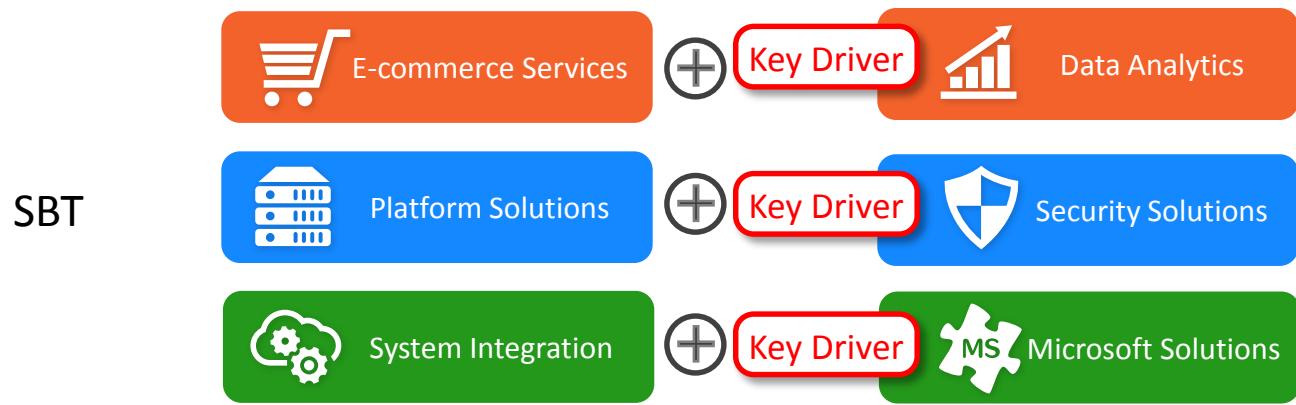 E-commerce Services
Key Driver
Data Analytics
SBT
Platform Solutions
Key Driver
Security Solutions
System Integration
Key Driver
MS
Microsoft Solutions